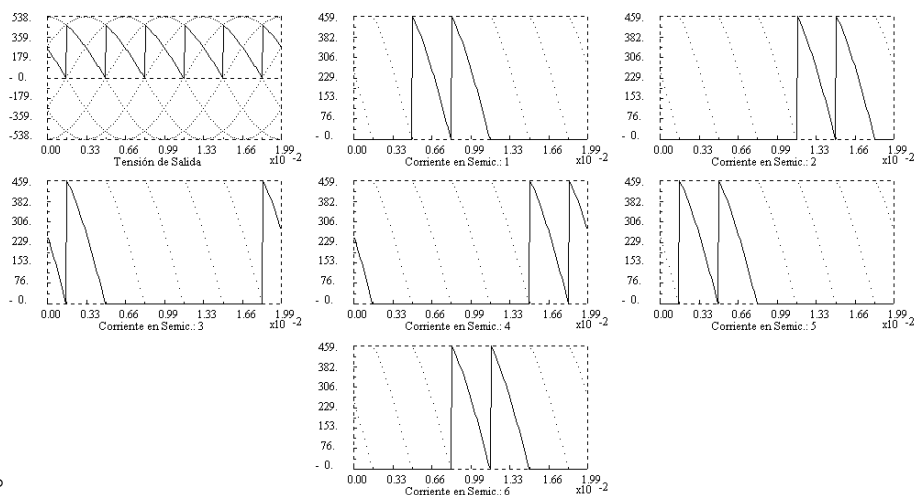 538.
359.
179.
- 0.
-179.
-359.
-538.
0.00 0.33 0.66 0.99 1.33 1.66 1.99
x10 -2
Tensión de Salida
459.
382.
306.
229.
153.
76.
- 0.
0.00 0.33 0.66 0.99 1.33 1.66 1.99
x10 -2
Corriente en Semic.: 1
459.
382.
306.
229.
153.
76.
- 0.
0.00 0.33 0.66 0.99 1.33 1.66 1.99
x10 -2
Corriente en Semic.: 2
459.
382.
306.
229.
153.
76.
- 0.
0.00 0.33 0.66 0.99 1.33 1.66 1.99
x10 -2
Corriente en Semic.: 3
459.
382.
306.
229.
153.
76.
- 0.
0.00 0.33 0.66 0.99 1.33 1.66 1.99
x10 -2
Corriente en Semic.: 4
459.
382.
306.
229.
153.
76.
- 0.
0.00 0.33 0.66 0.99 1.33 1.66 1.99
x10 -2
Corriente en Semic.: 5
459.
382.
306.
229.
153.
76.
- 0.
0.00 0.33 0.66 0.99 1.33 1.66 1.99
x10 -2
Corriente en Semic.: 6